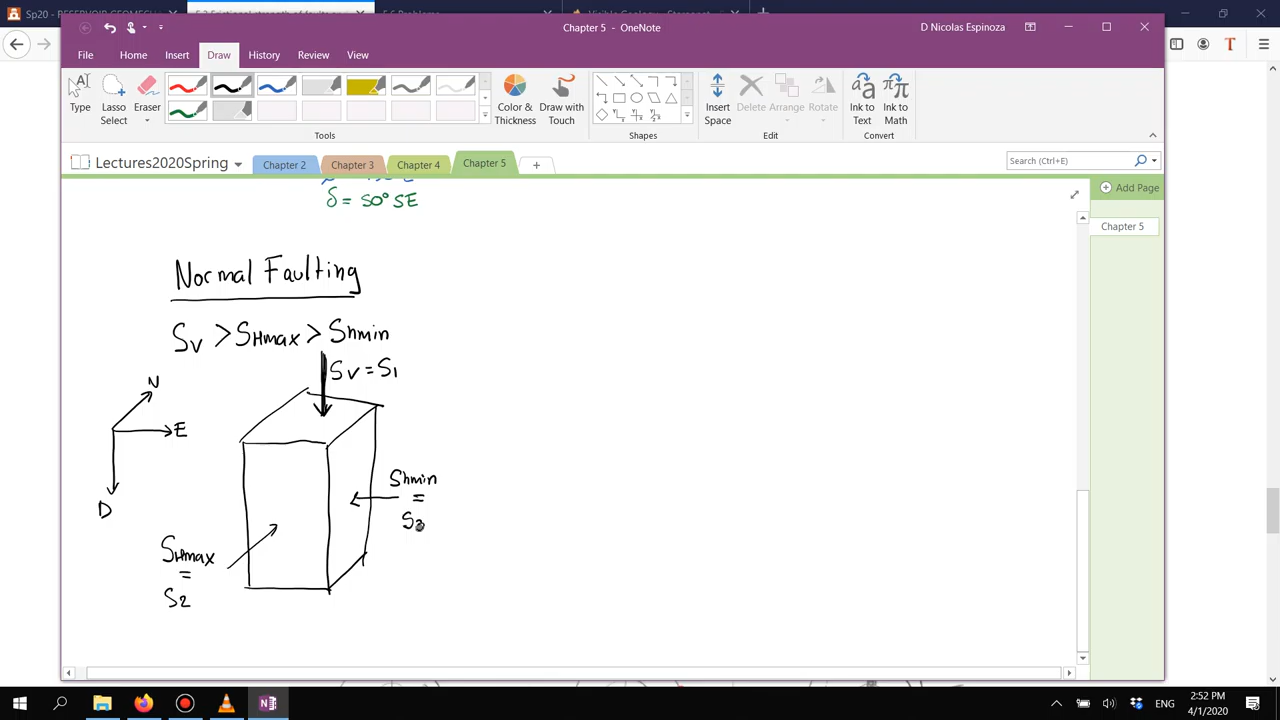 Sp20 - RESERVOIR GEOMECH
Chapter 5 - OneNote
D Nicolas Espinoza
File Home Insert Draw History Review View
Type
Lasso Select
Eraser
Color & Thickness
Draw with Touch
Insert Space
Delete
Arrange
Rotate
Ink to Text
Ink to Math
Tools
Shapes
Edit
Convert
Lectures2020Spring
Chapter 2
Chapter 3
Chapter 4
Chapter 5
+
Search (Ctrl+E)
Add Page
Chapter 5
δ = 50° SE
Normal Faulting
Sv > SHmax > Shmin
Sv = S1
N
E
D
Shmin
=
S3
SHmax
=
S2
ENG
2:52 PM
4/1/2020